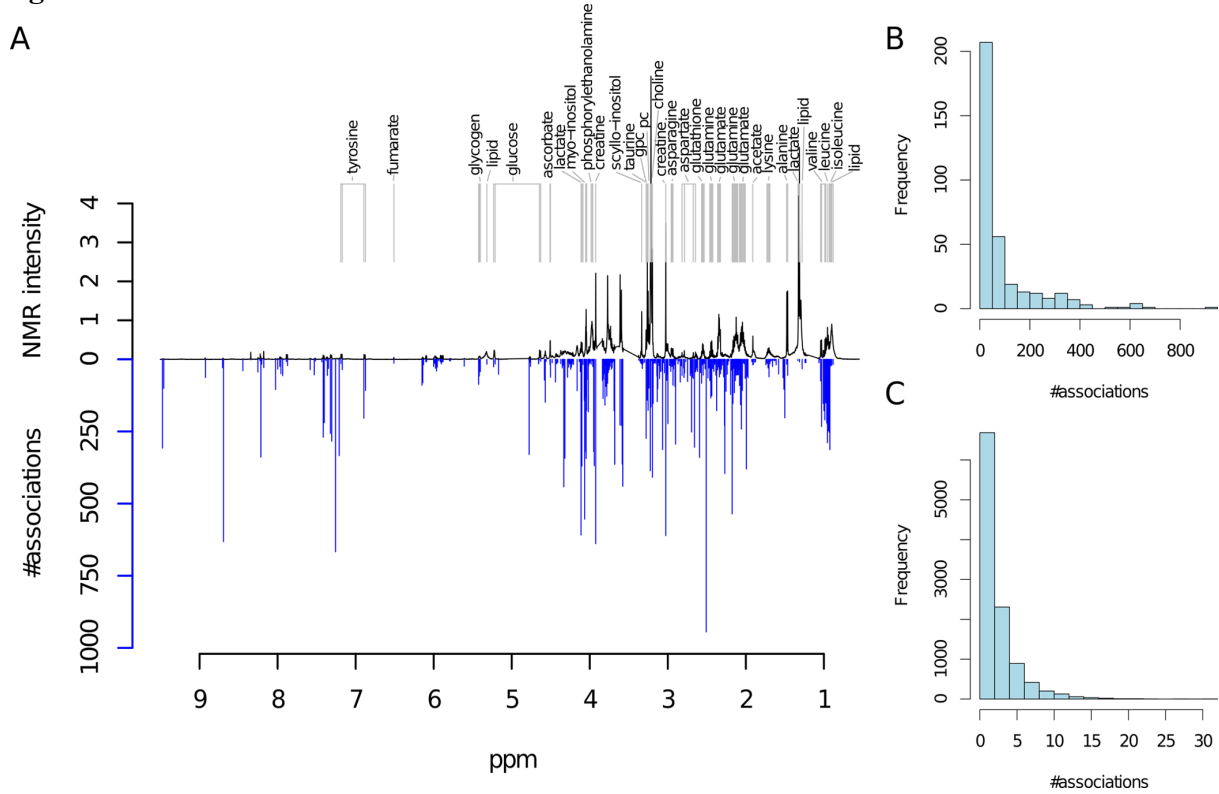 A
tyrosine
fumarate
glycogen
lipid
glucose
ascorbate
lactate
myo−inositol
phosphorylethanolamine
creatine
scyllo−inositol
taurine
gpc
pc
choline
creatine
asparagine
aspartate
glutathione
glutamine
glutamate
glutamine
glutamate
acetate
lysine
alanine
lactate
lipid
valine
leucine
isoleucine
lipid
NMR intensity
4
3
2
1
0
#associations
250
500
750
1000
9 8 7 6 5 4 3 2 1
ppm
B
Frequency
200
150
100
50
0
0 200 400 600 800
#associations
C
Frequency
5000
3000
1000
0
0 5 10 15 20 25 30
#associations